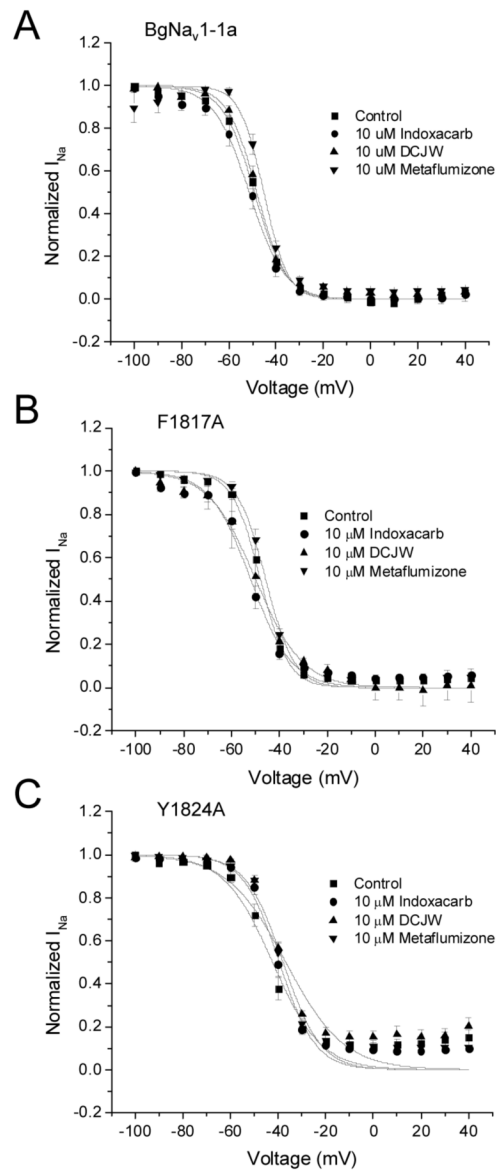 A
BgNav1-1a
1.2
1.0
0.8
0.6
0.4
0.2
0.0
-0.2
Normalized INa
Control
10 uM Indoxacarb
10 uM DCJW
10 uM Metaflumizone
-100 -80 -60 -40 -20 0 20 40
Voltage (mV)
B
F1817A
1.2
1.0
0.8
0.6
0.4
0.2
0.0
-0.2
Normalized INa
Control
10 μM Indoxacarb
10 μM DCJW
10 μM Metaflumizone
-100 -80 -60 -40 -20 0 20 40
Voltage (mV)
C
Y1824A
1.2
1.0
0.8
0.6
0.4
0.2
0.0
-0.2
Normalized INa
Control
10 μM Indoxacarb
10 μM DCJW
10 μM Metaflumizone
-100 -80 -60 -40 -20 0 20 40
Voltage (mV)